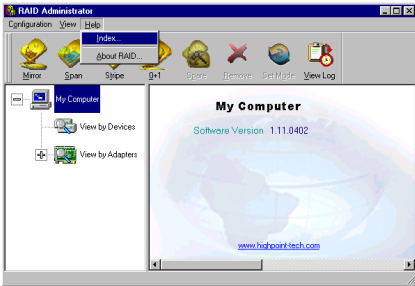 RAID Administrator
Configuration View Help
Index...
About RAID...
Mirror Span Stripe 0+1 Spare Remove Set Mode View Log
My Computer
View by Devices
View by Adapters
My Computer
Software Version 1.11.0402
www.highpoint-tech.com